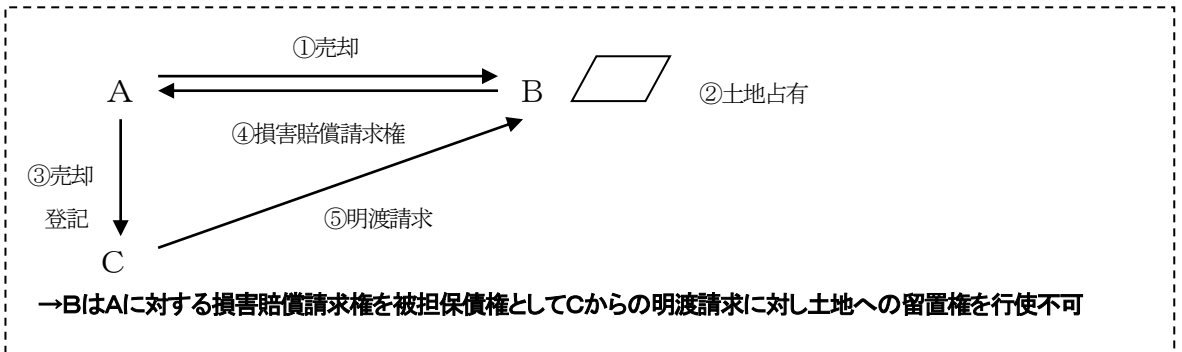 ①売却
A
B
②土地占有
④損害賠償請求権
③売却
登記
⑤明渡請求
C
→BはAに対する損害賠償請求権を被担保債権としてCからの明渡請求に対し土地への留置権を行使不可